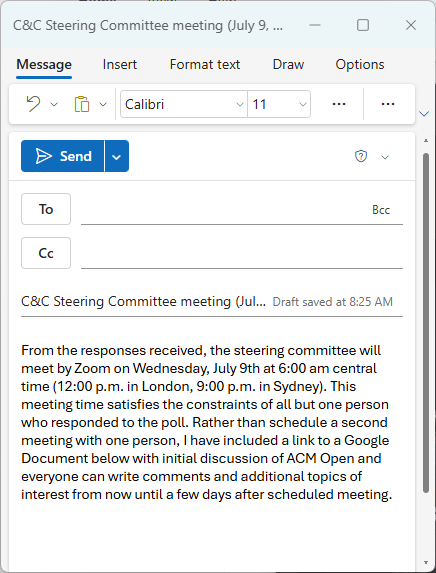 C&C Steering Committee meeting (July 9, ...
Message Insert Format text Draw Options
Calibri 11 ... ...
Send
To Bcc
Cc
C&C Steering Committee meeting (Jul... Draft saved at 8:25 AM
From the responses received, the steering committee will
meet by Zoom on Wednesday, July 9th at 6:00 am central
time (12:00 p.m. in London, 9:00 p.m. in Sydney). This
meeting time satisfies the constraints of all but one person
who responded to the poll. Rather than schedule a second
meeting with one person, I have included a link to a Google
Document below with initial discussion of ACM Open and
everyone can write comments and additional topics of
interest from now until a few days after scheduled meeting.